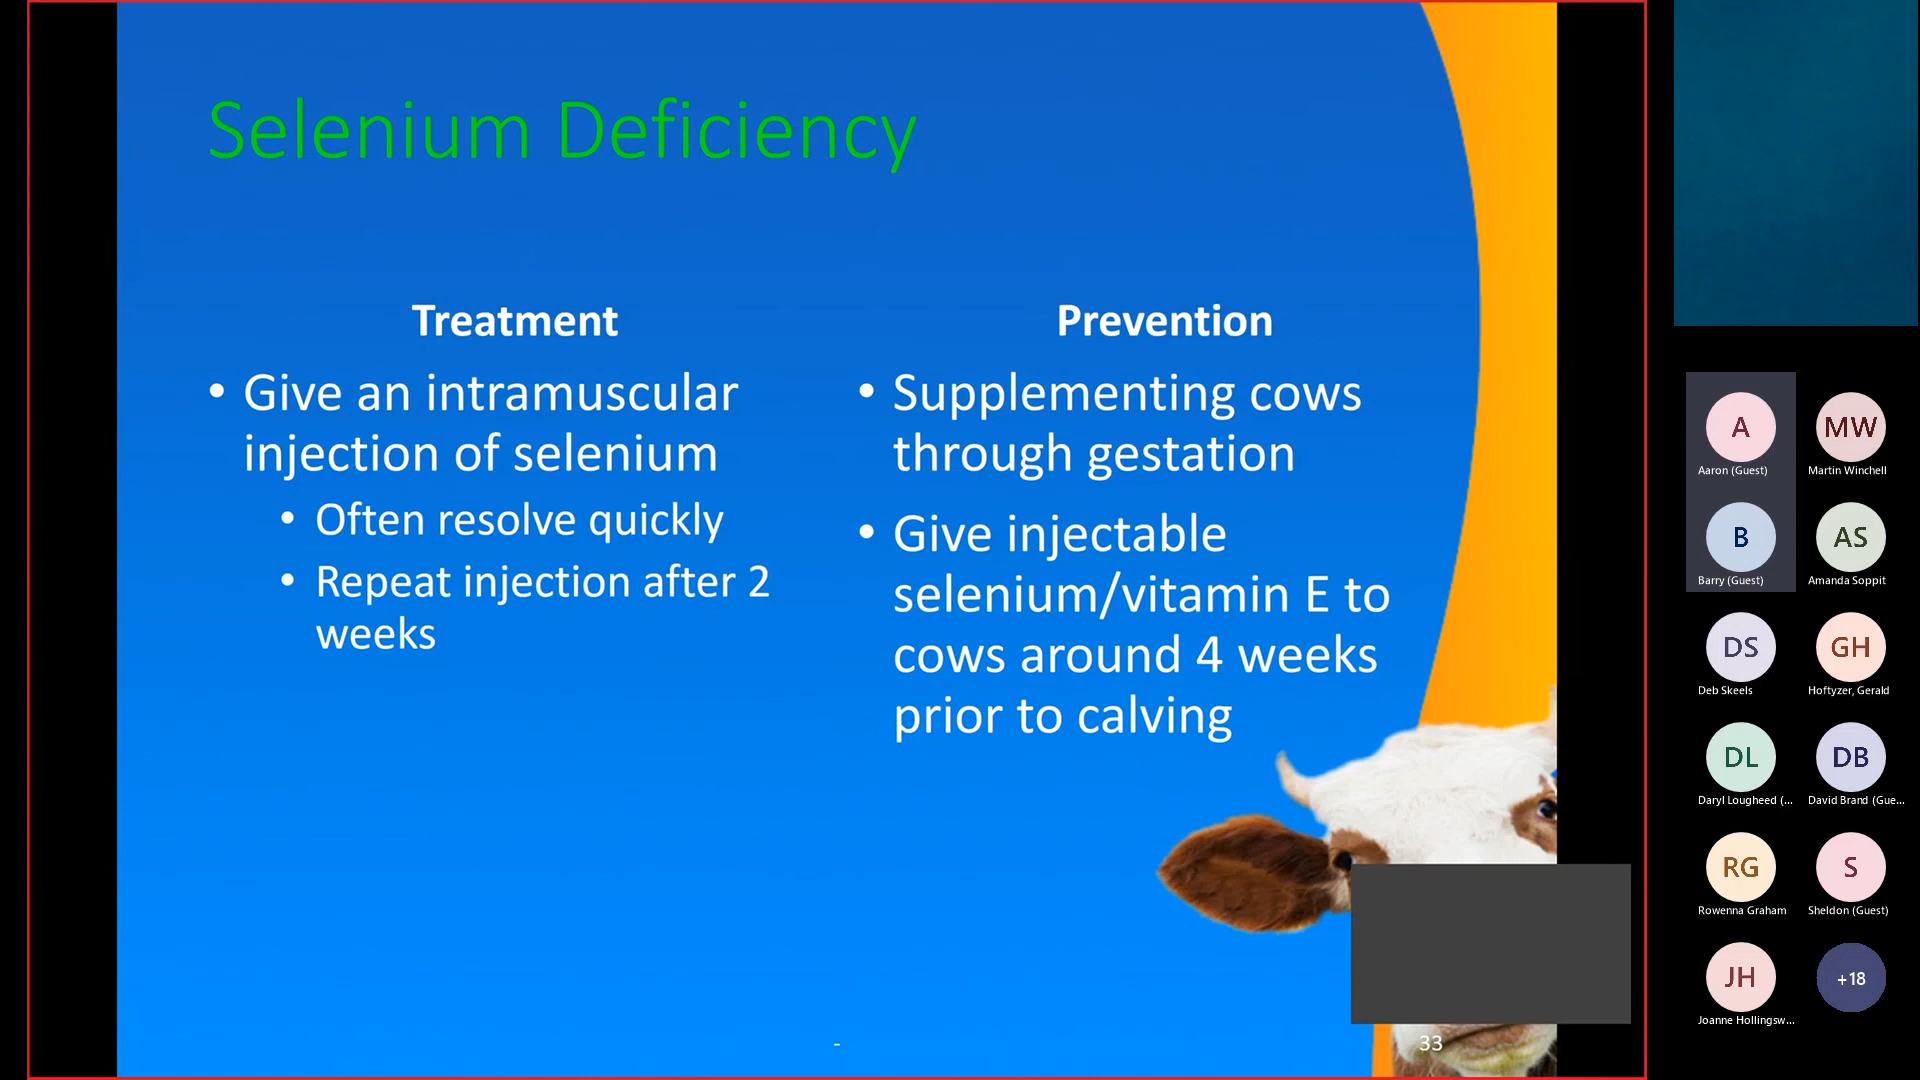 Selenium Deficiency
Treatment
• Give an intramuscular
injection of selenium
• Often resolve quickly
• Repeat injection after 2
weeks
Prevention
• Supplementing cows
through gestation
• Give injectable
selenium/vitamin E to
cows around 4 weeks
prior to calving
-
33
A
Aaron (Guest)
MW
Martin Winchell
B
Barry (Guest)
AS
Amanda Soppit
DS
Deb Skeels
GH
Hoftyzer, Gerald
DL
Daryl Lougheed (...
DB
David Brand (Gue...
RG
Rowenna Graham
S
Sheldon (Guest)
JH
Joanne Hollingsw...
+18